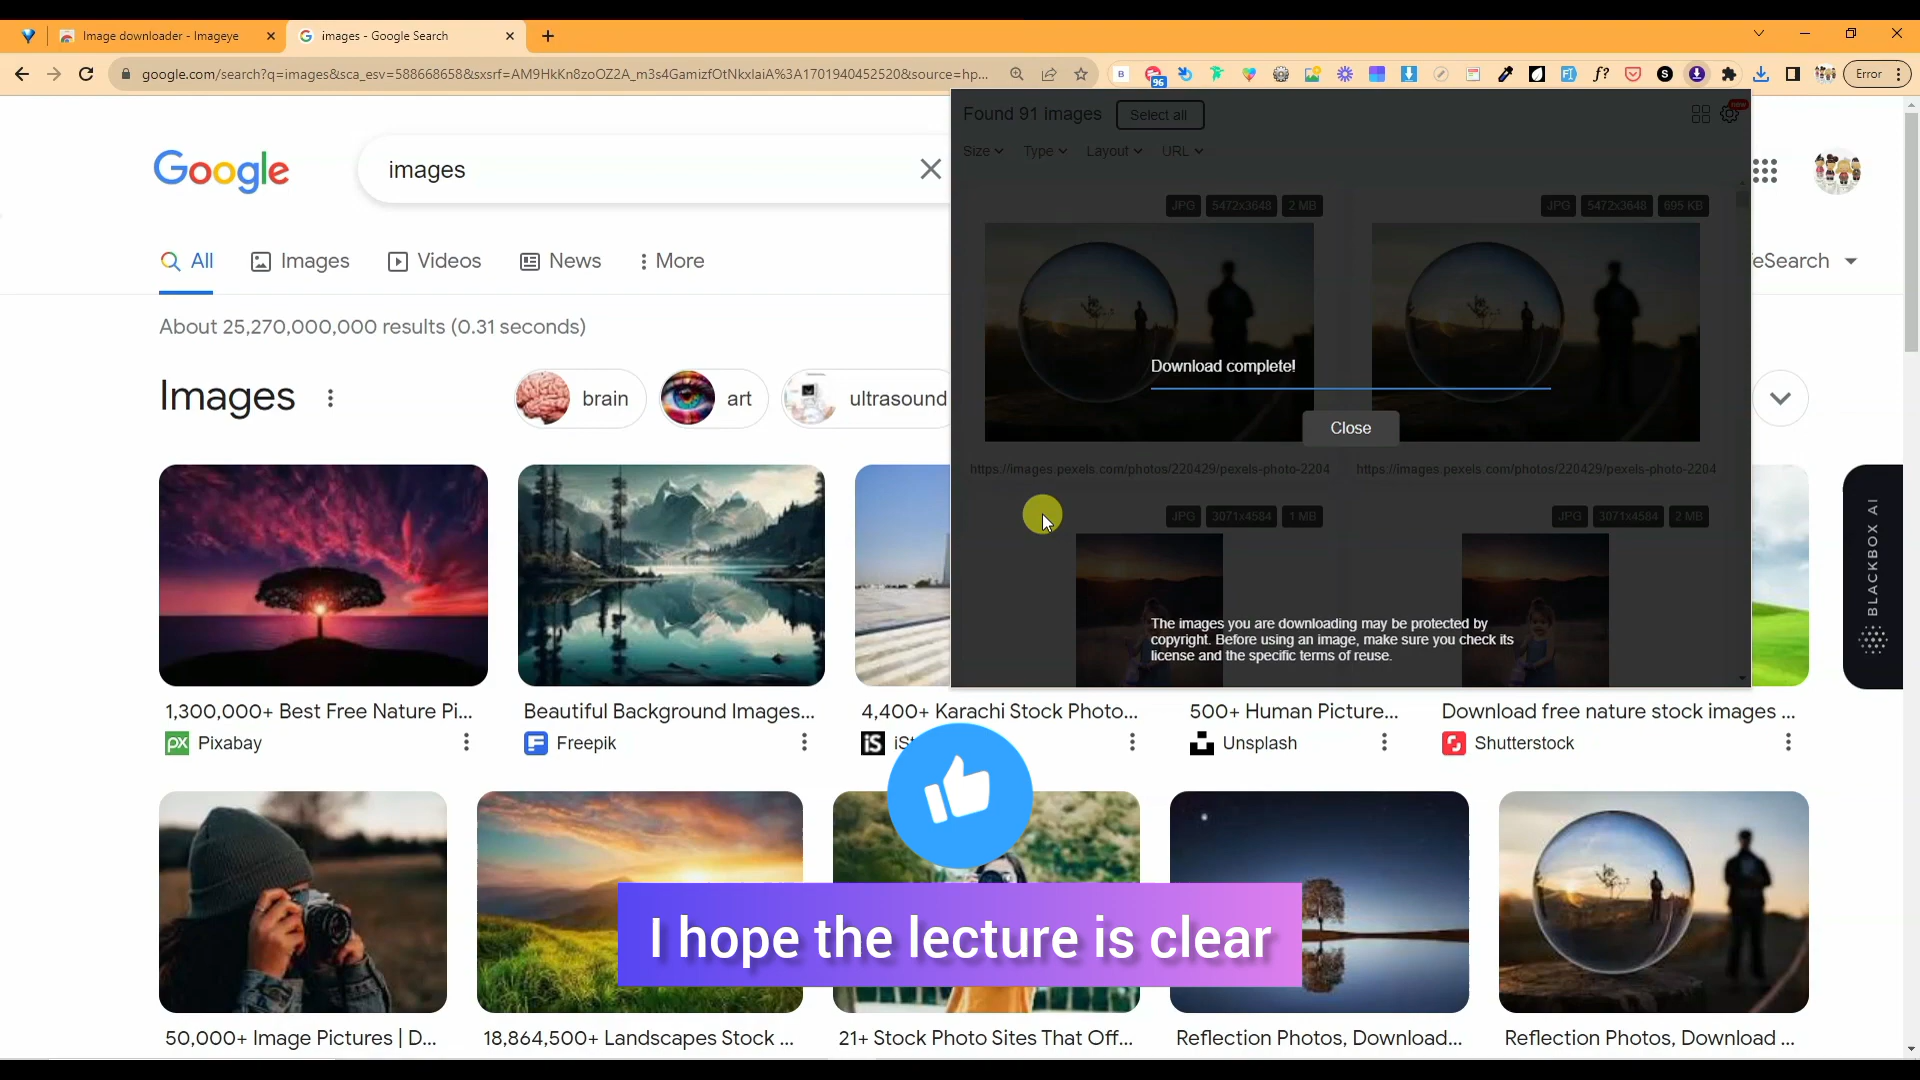 Image downloader - Imageye
images - Google Search
google.com/search?q=images&sca_esv=588668658&sxsrf=AM9HkKn8zoOZ2A_m3s4GamizfOtNkxlaiA%3A1701940452520&source=hp...
96
Error
Found 91 images
Select all
new
Size
Type
Layout
URL
Google
images
JPG 5472x3648 2 MB
JPG 5472x3648 695 KB
All
Images
Videos
News
More
eSearch
About 25,270,000,000 results (0.31 seconds)
Images
brain
art
ultrasound
Download complete!
Close
https://images.pexels.com/photos/220429/pexels-photo-2204
https://images.pexels.com/photos/220429/pexels-photo-2204
JPG 3071x4584 1 MB
JPG 3071x4584 2 MB
BLACKBOX AI
The images you are downloading may be protected by
copyright. Before using an image, make sure you check its
license and the specific terms of reuse.
1,300,000+ Best Free Nature Pi...
Beautiful Background Images...
4,400+ Karachi Stock Photo...
500+ Human Picture...
Download free nature stock images ...
px Pixabay
Freepik
iS iS
Unsplash
Shutterstock
I hope the lecture is clear
50,000+ Image Pictures | D...
18,864,500+ Landscapes Stock ...
21+ Stock Photo Sites That Off...
Reflection Photos, Download...
Reflection Photos, Download ...